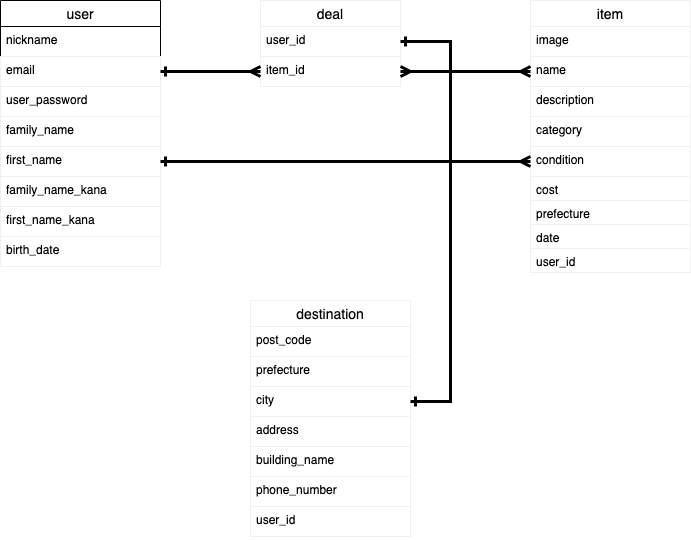 user
nickname
email
user_password
family_name
first_name
family_name_kana
first_name_kana
birth_date
deal
user_id
item_id
item
image
name
description
category
condition
cost
prefecture
date
user_id
destination
post_code
prefecture
city
address
building_name
phone_number
user_id